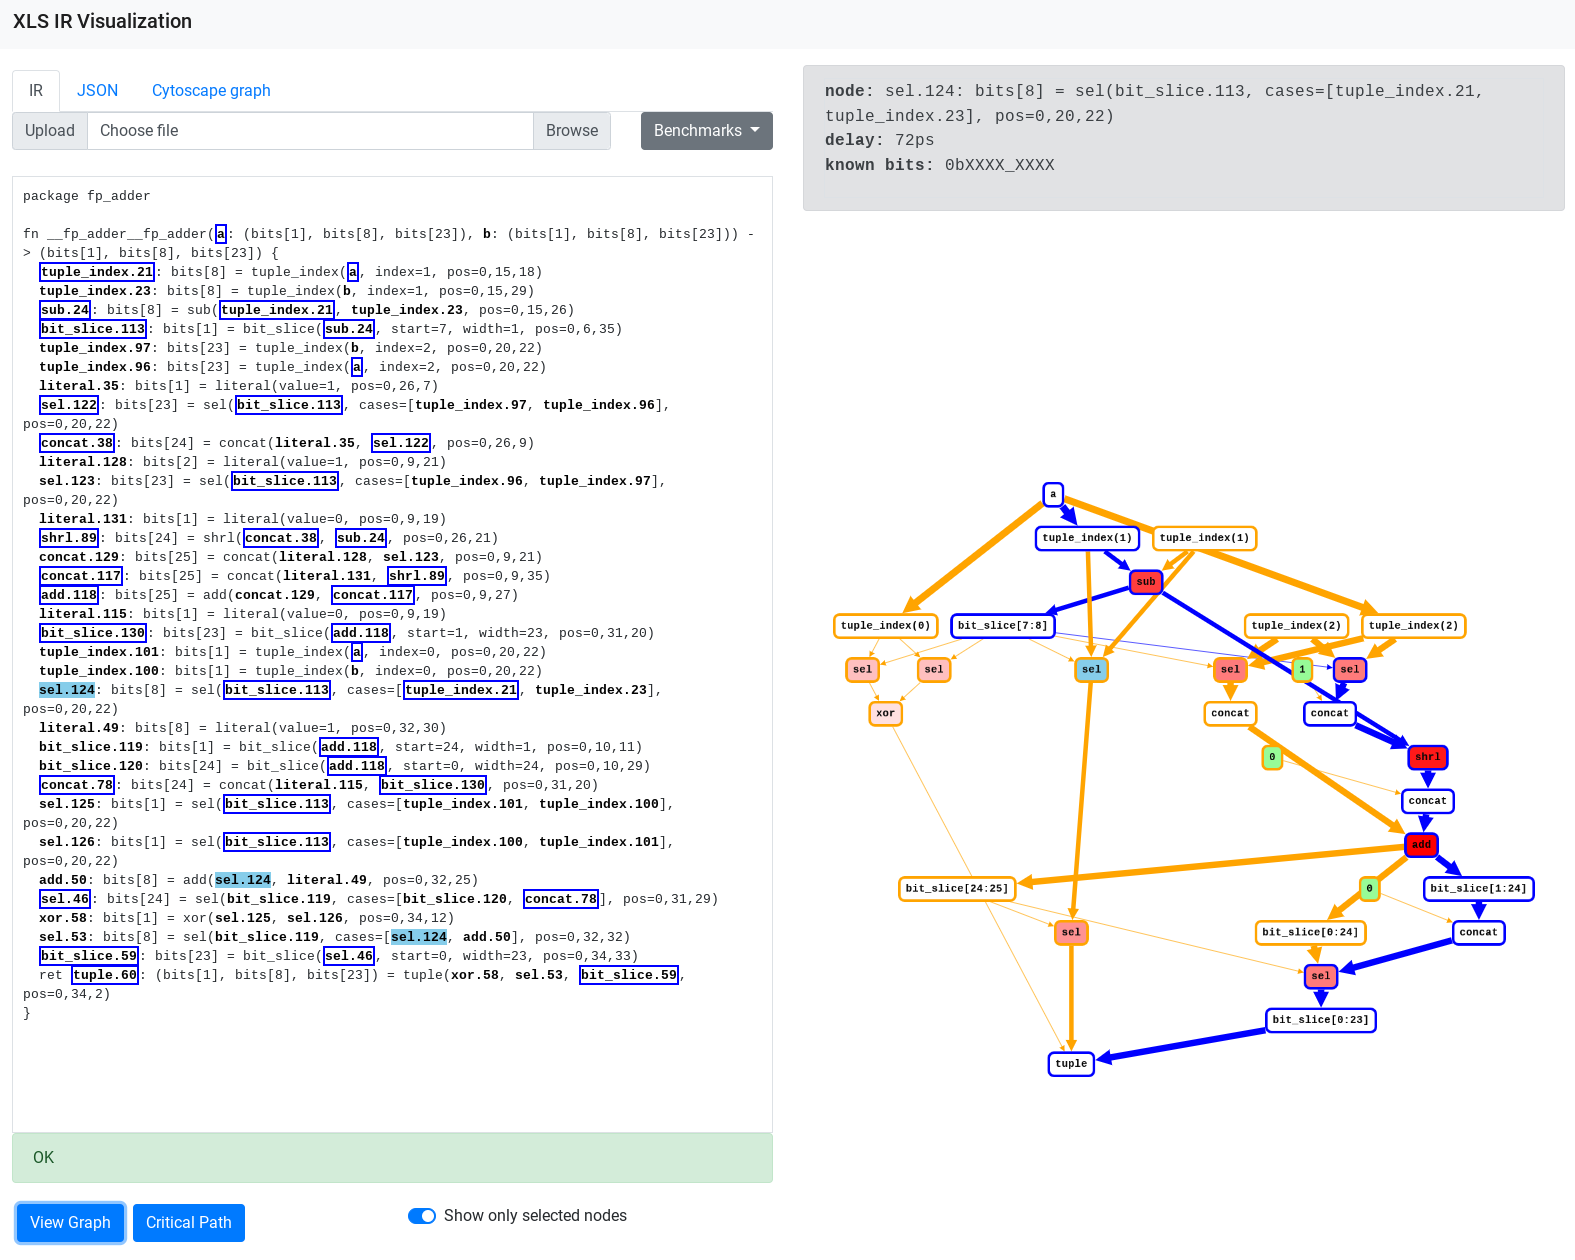 XLS IR Visualization
IR JSON Cytoscape graph
Upload Choose file Browse Benchmarks
package fp_adder
fn __fp_adder__fp_adder(a: (bits[1], bits[8], bits[23]), b: (bits[1], bits[8], bits[23])) -
> (bits[1], bits[8], bits[23]) {
tuple_index.21: bits[8] = tuple_index(a, index=1, pos=0,15,18)
tuple_index.23: bits[8] = tuple_index(b, index=1, pos=0,15,29)
sub.24: bits[8] = sub(tuple_index.21, tuple_index.23, pos=0,15,26)
bit_slice.113: bits[1] = bit_slice(sub.24, start=7, width=1, pos=0,6,35)
tuple_index.97: bits[23] = tuple_index(b, index=2, pos=0,20,22)
tuple_index.96: bits[23] = tuple_index(a, index=2, pos=0,20,22)
literal.35: bits[1] = literal(value=1, pos=0,26,7)
sel.122: bits[23] = sel(bit_slice.113, cases=[tuple_index.97, tuple_index.96],
pos=0,20,22)
concat.38: bits[24] = concat(literal.35, sel.122, pos=0,26,9)
literal.128: bits[2] = literal(value=1, pos=0,9,21)
sel.123: bits[23] = sel(bit_slice.113, cases=[tuple_index.96, tuple_index.97],
pos=0,20,22)
literal.131: bits[1] = literal(value=0, pos=0,9,19)
shrl.89: bits[24] = shrl(concat.38, sub.24, pos=0,26,21)
concat.129: bits[25] = concat(literal.128, sel.123, pos=0,9,21)
concat.117: bits[25] = concat(literal.131, shrl.89, pos=0,9,35)
add.118: bits[25] = add(concat.129, concat.117, pos=0,9,27)
literal.115: bits[1] = literal(value=0, pos=0,9,19)
bit_slice.130: bits[23] = bit_slice(add.118, start=1, width=23, pos=0,31,20)
tuple_index.101: bits[1] = tuple_index(a, index=0, pos=0,20,22)
tuple_index.100: bits[1] = tuple_index(b, index=0, pos=0,20,22)
sel.124: bits[8] = sel(bit_slice.113, cases=[tuple_index.21, tuple_index.23],
pos=0,20,22)
literal.49: bits[8] = literal(value=1, pos=0,32,30)
bit_slice.119: bits[1] = bit_slice(add.118, start=24, width=1, pos=0,10,11)
bit_slice.120: bits[24] = bit_slice(add.118, start=0, width=24, pos=0,10,29)
concat.78: bits[24] = concat(literal.115, bit_slice.130, pos=0,31,20)
sel.125: bits[1] = sel(bit_slice.113, cases=[tuple_index.101, tuple_index.100],
pos=0,20,22)
sel.126: bits[1] = sel(bit_slice.113, cases=[tuple_index.100, tuple_index.101],
pos=0,20,22)
add.50: bits[8] = add(sel.124, literal.49, pos=0,32,25)
sel.46: bits[24] = sel(bit_slice.119, cases=[bit_slice.120, concat.78], pos=0,31,29)
xor.58: bits[1] = xor(sel.125, sel.126, pos=0,34,12)
sel.53: bits[8] = sel(bit_slice.119, cases=[sel.124, add.50], pos=0,32,32)
bit_slice.59: bits[23] = bit_slice(sel.46, start=0, width=23, pos=0,34,33)
ret tuple.60: (bits[1], bits[8], bits[23]) = tuple(xor.58, sel.53, bit_slice.59,
pos=0,34,2)
}
OK
View Graph Critical Path Show only selected nodes
node: sel.124: bits[8] = sel(bit_slice.113, cases=[tuple_index.21,
tuple_index.23], pos=0,20,22)
delay: 72ps
known bits: 0bXXXX_XXXX
a
tuple_index(1) tuple_index(1)
sub
tuple_index(0) bit_slice[7:8] tuple_index(2) tuple_index(2)
sel sel sel sel 1 sel
xor concat concat
0 shrl
concat
add
bit_slice[24:25] 0 bit_slice[1:24]
sel bit_slice[0:24] concat
sel
bit_slice[0:23]
tuple